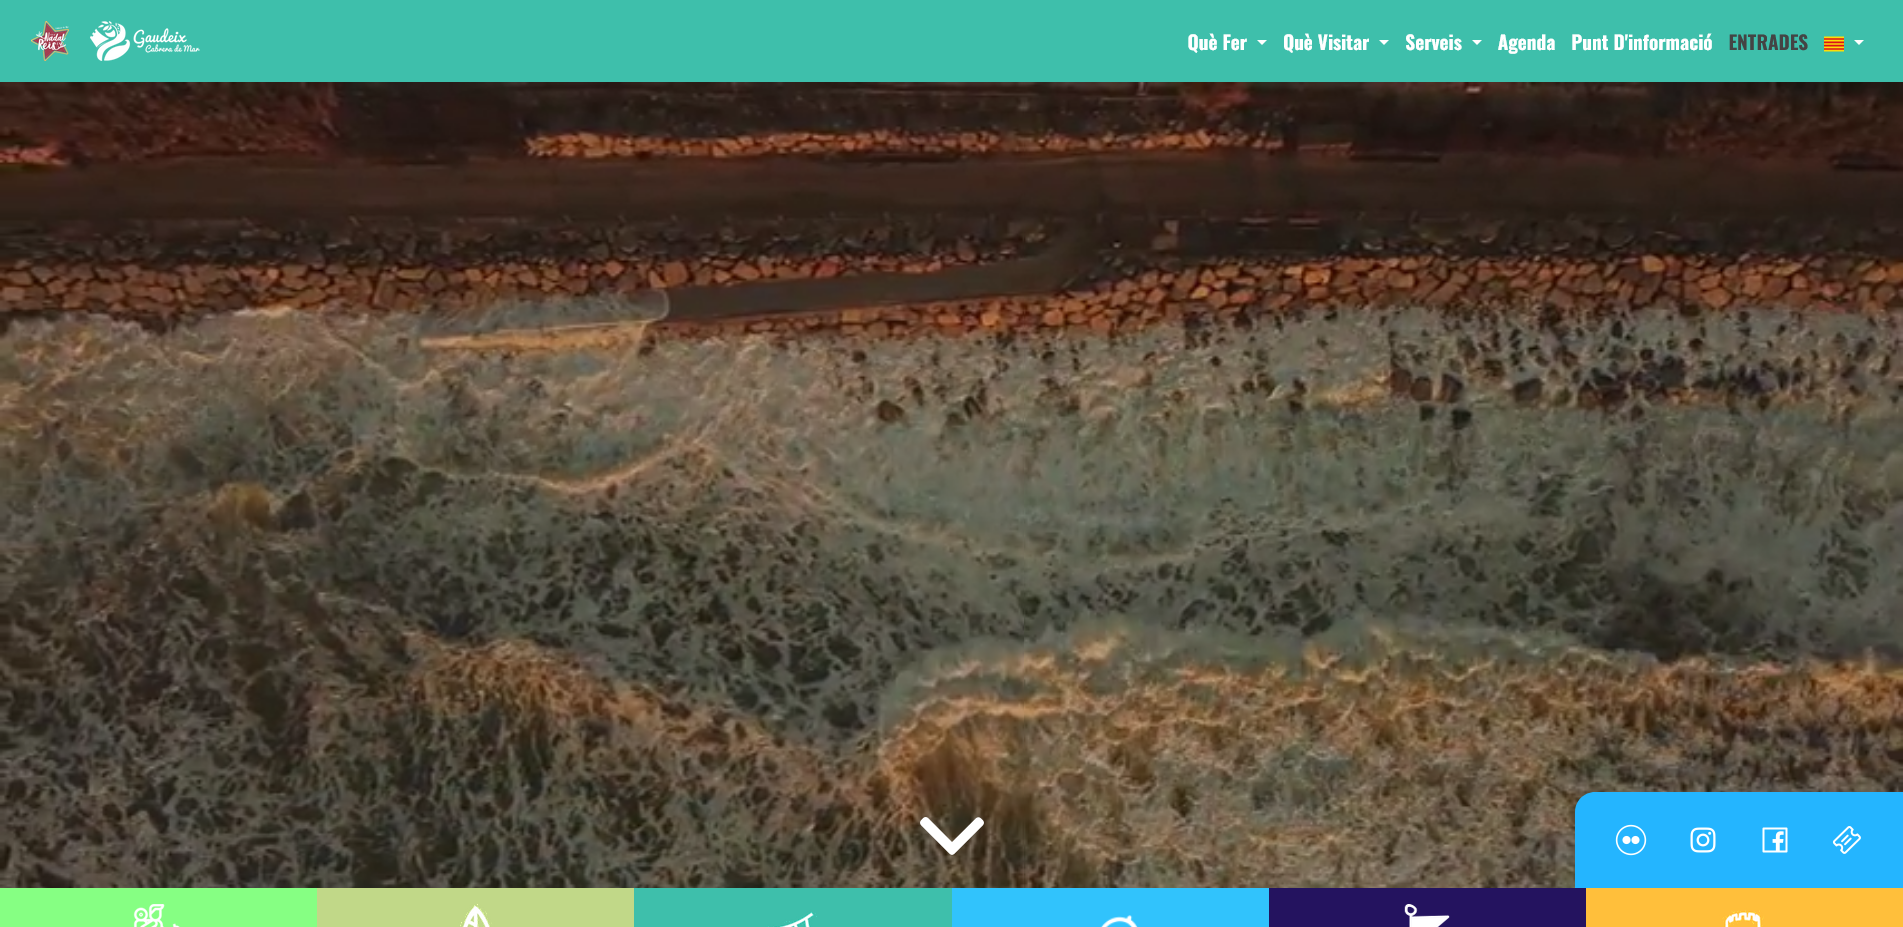 Nadal
Reis
Gaudeix
Cabrera de Mar
Què Fer
Què Visitar
Serveis
Agenda
Punt D'informació
ENTRADES